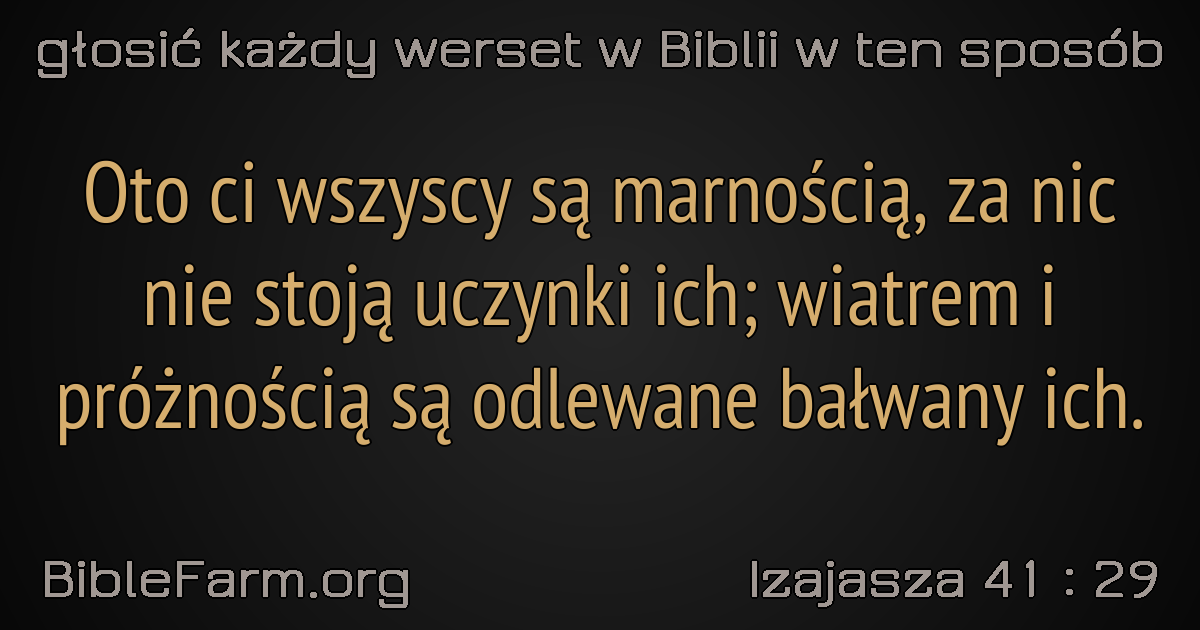 głosić każdy werset w Biblii w ten sposób
Oto ci wszyscy są marnością, za nic
nie stoją uczynki ich; wiatrem i
próżnością są odlewane bałwany ich.
BibleFarm.org
Izajasza 41 : 29